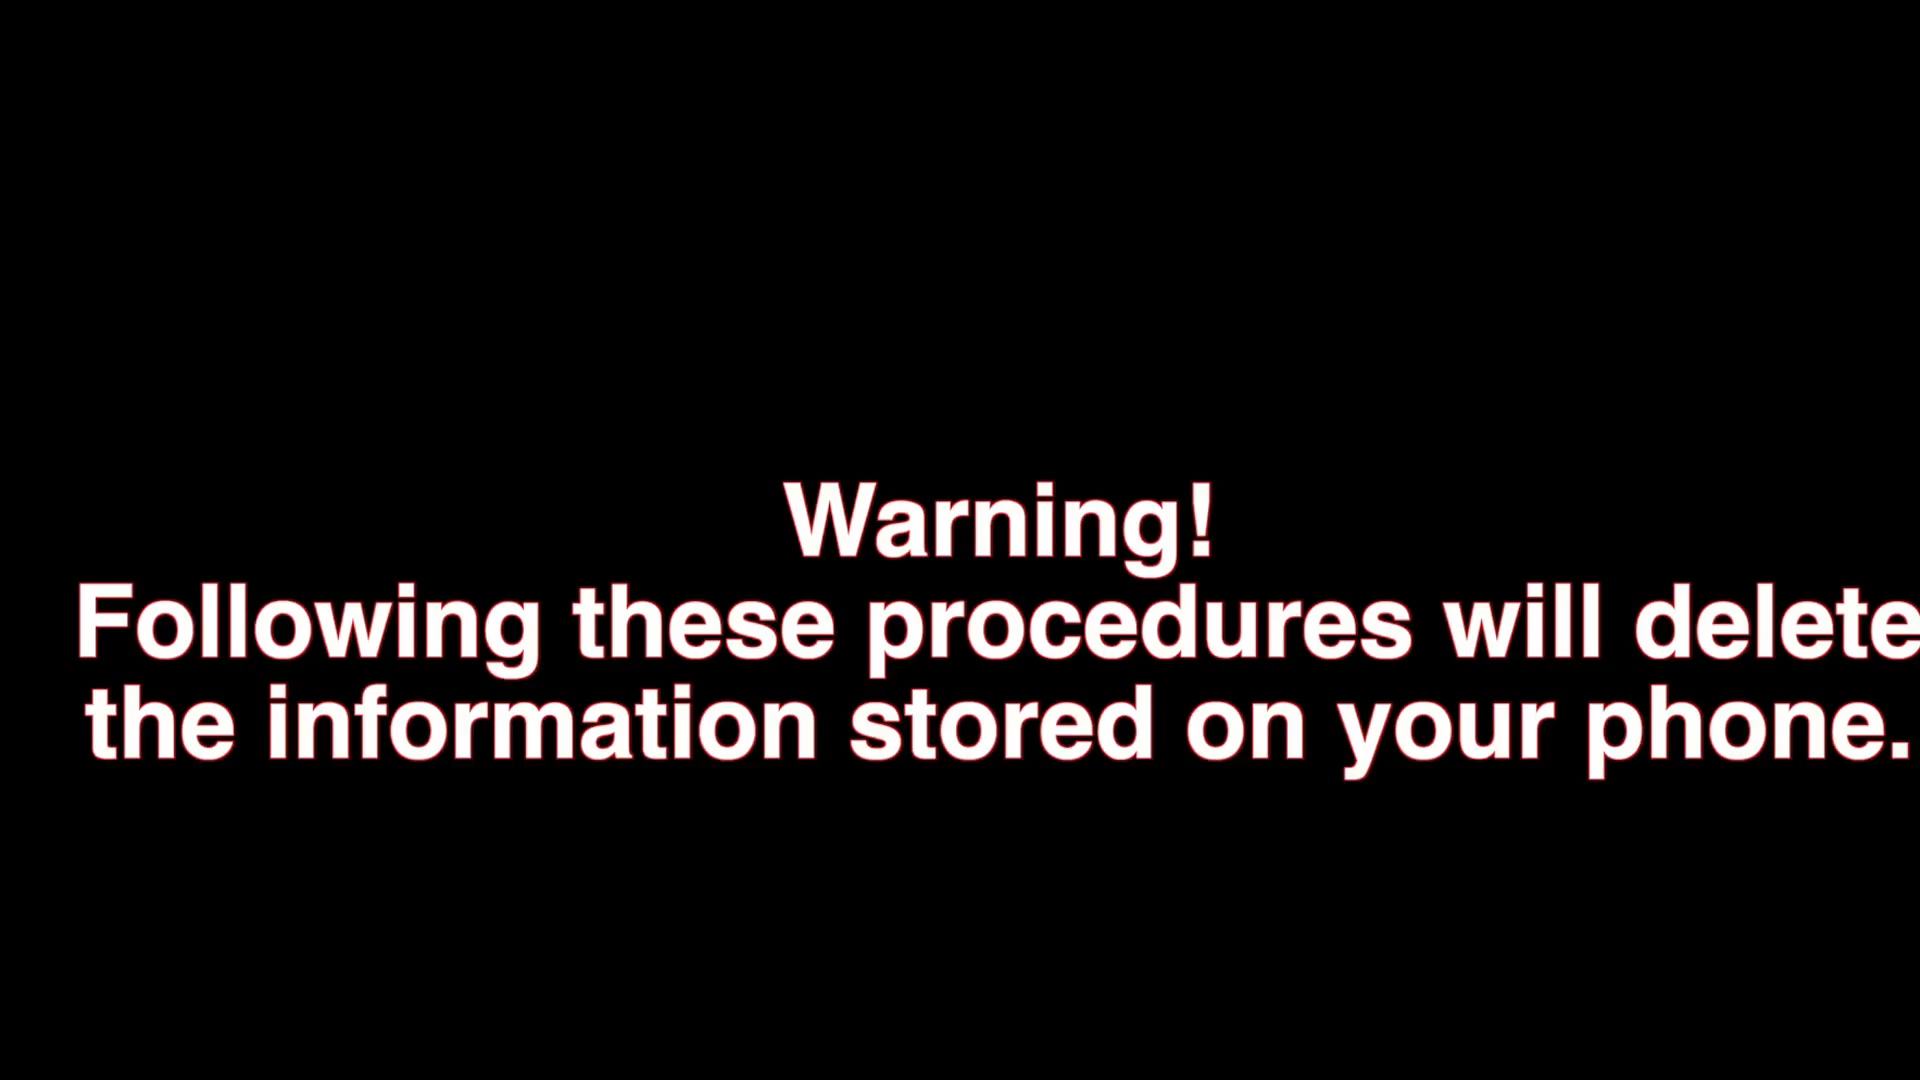 Warning!
Following these procedures will delete
the information stored on your phone.